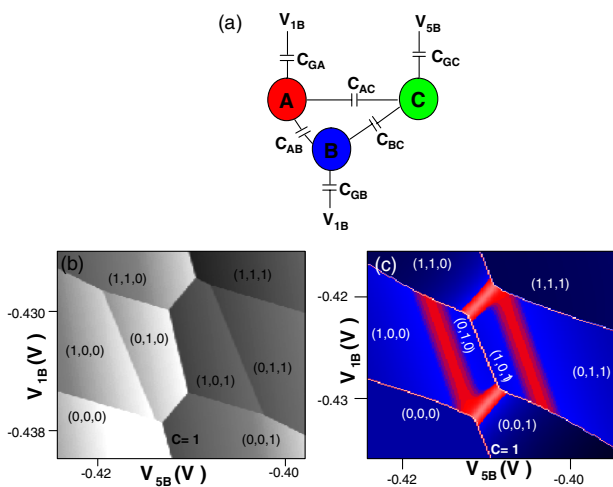 (a)
V1B
V5B
CGA
CGC
CAC
A
C
CAB
B
CBC
CGB
V1B
(b)
(1,1,0)
(1,1,1)
-0.430
(0,1,0)
(1,0,0)
(1,0,1)
(0,1,1)
(0,0,0)
(0,0,1)
-0.438
C= 1
V1B(V )
-0.42
V5B (V)
-0.40
(c)
(1,1,0)
(1,1,1)
-0.42
(0,1,0)
(1,0,0)
(1,0,1)
(0,1,1)
-0.43
(0,0,0)
(0,0,1)
C= 1
V1B(V )
-0.42
V5B (V)
-0.40